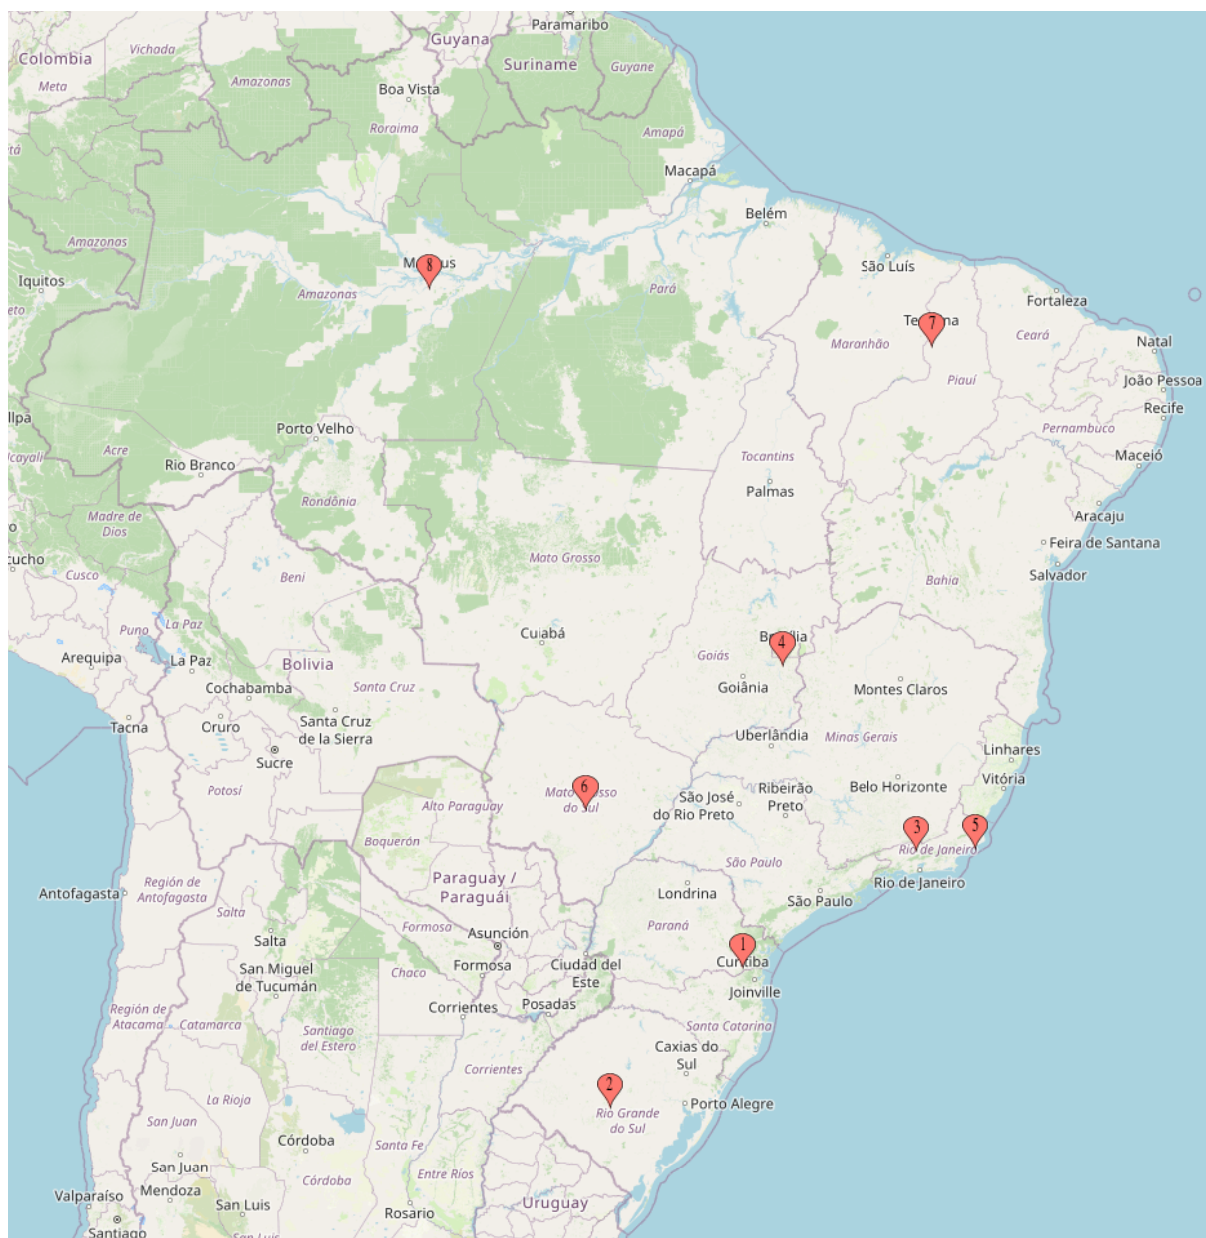 Paramaribo
Guyana
Colombia
Vichada
Suriname
Guyane
Meta
Amazonas
Boa Vista
Roraima
Amapá
Macapá
Belém
Amazonas
São Luís
Iquitos
Amazonas
8
Pará
Fortaleza
7
Maranhão
Ceará
Natal
Piauí
João Pessoa
Recife
Porto Velho
Pernambuco
Acre
Rio Branco
Tocantins
Maceió
Palmas
Rondônia
Madre de
Dios
Aracaju
Feira de Santana
Mato Grosso
Cusco
Beni
Salvador
Bahia
La Paz
Puno
Cuiabá
4
Arequipa
La Paz
Bolivia
Goiás
Cochabamba
Santa Cruz
Goiânia
Montes Claros
Tacna
Oruro
Santa Cruz
de la Sierra
Uberlândia
Minas Gerais
Linhares
Sucre
Vitória
Potosí
6
do Sul
Alto Paraguay
São José
do Rio Preto
Ribeirão
Preto
Belo Horizonte
3
5
Boquerón
Rio de Janeiro
São Paulo
Rio de Janeiro
Paraguay /
Paraguái
Londrina
São Paulo
Antofagasta
Región de
Antofagasta
Salta
Formosa
Paraná
Asunción
1
Curitiba
Salta
Chaco
Formosa
Ciudad del
Este
San Miguel
de Tucumán
Joinville
Corrientes
Posadas
Región de
Atacama
Catamarca
Santiago
del Estero
Santa Catarina
Caxias do
Sul
Corrientes
2
La Rioja
Rio Grande
do Sul
Porto Alegre
San Juan
Córdoba
Santa Fe
San Juan
Córdoba
Entre Ríos
Mendoza
San Luis
Uruguay
Valparaíso
Rosario
Santiago